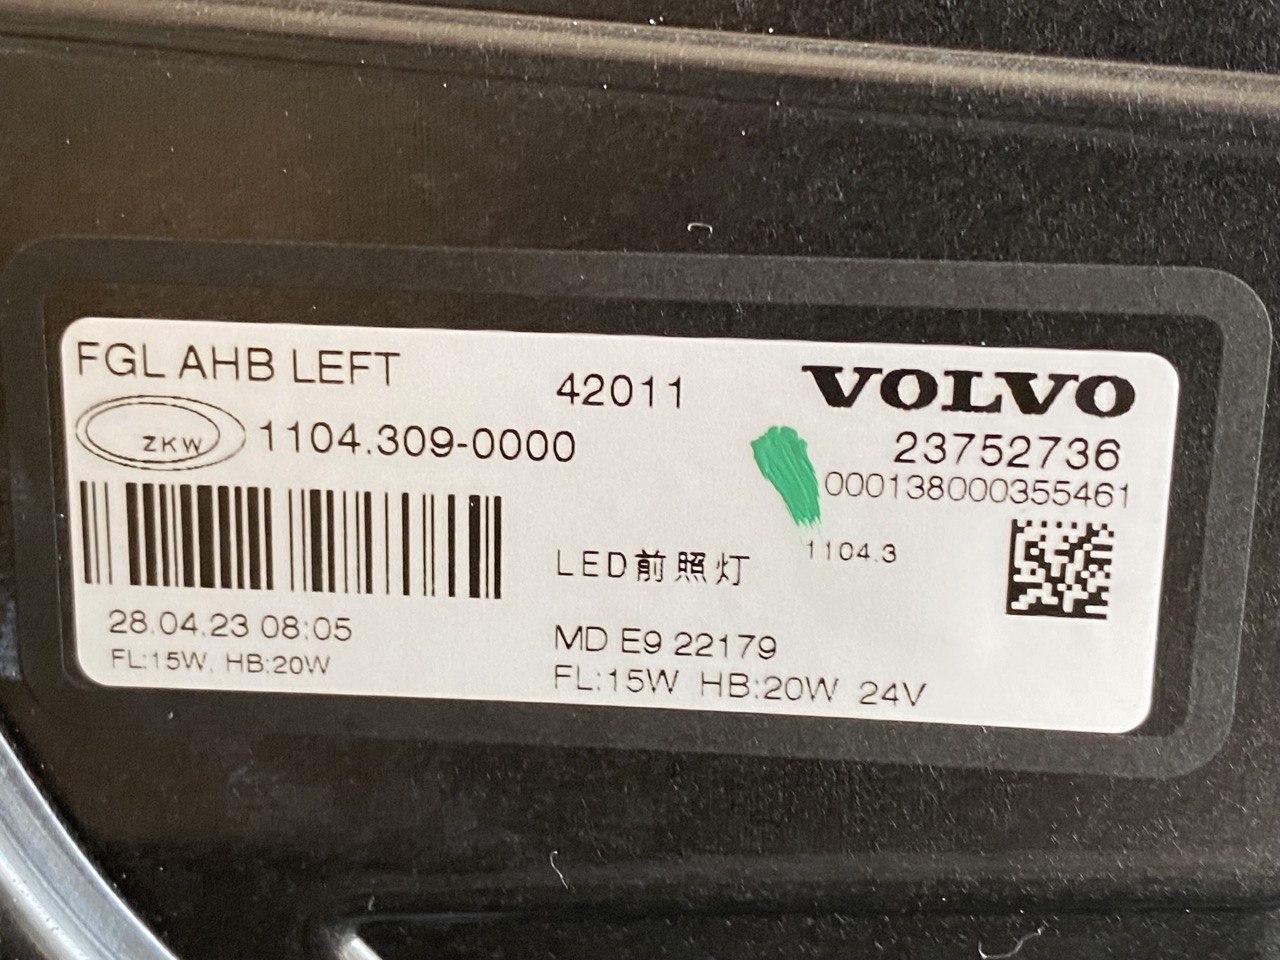 FGL AHB LEFT
42011
VOLVO
ZKW
1104.309-0000
23752736
000138000355461
1104.3
LED前照灯
28.04.23 08:05
MD E9 22179
FL:15W, HB:20W
FL:15W HB:20W 24V